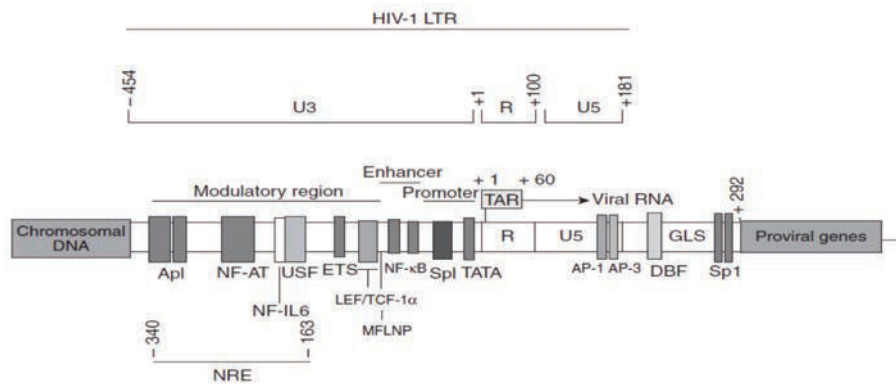 HIV-1 LTR
– 454
U3
+1
R
+100
U5
+181
Enhancer
Modulatory region
Promoter
+ 1
+ 60
TAR
Viral RNA
+ 292
Chromosomal
DNA
R
U5
GLS
Proviral genes
ApI
NF-AT
USF
ETS
NF-κB
SpI
TATA
AP-1
AP-3
DBF
Sp1
LEF/TCF-1α
NF-IL6
MFLNP
– 340
– 163
NRE